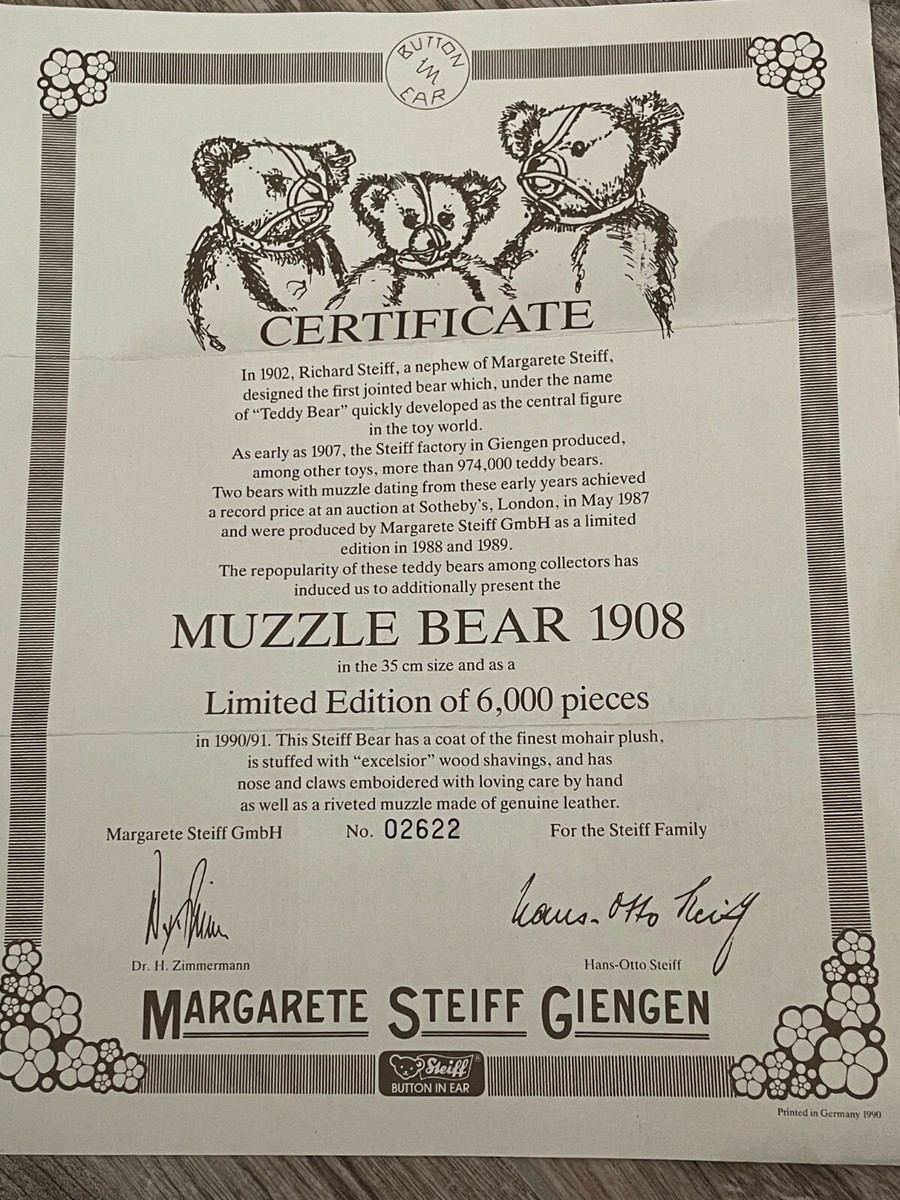 BUTTON
IN
EAR
CERTIFICATE
In 1902, Richard Steiff, a nephew of Margarete Steiff,
designed the first jointed bear which, under the name
of “Teddy Bear” quickly developed as the central figure
in the toy world.
As early as 1907, the Steiff factory in Giengen produced,
among other toys, more than 974,000 teddy bears.
Two bears with muzzle dating from these early years achieved
a record price at an auction at Sotheby’s, London, in May 1987
and were produced by Margarete Steiff GmbH as a limited
edition in 1988 and 1989.
The repopularity of these teddy bears among collectors has
induced us to additionally present the
MUZZLE BEAR 1908
in the 35 cm size and as a
Limited Edition of 6,000 pieces
in 1990/91. This Steiff Bear has a coat of the finest mohair plush,
is stuffed with “excelsior” wood shavings, and has
nose and claws emboidered with loving care by hand
as well as a riveted muzzle made of genuine leather.
Margarete Steiff GmbH No. 02622 For the Steiff Family
Hans-Otto Steiff
Dr. H. Zimmermann Hans-Otto Steiff
MARGARETE STEIFF GIENGEN
Steiff®
BUTTON IN EAR
Printed in Germany 1990